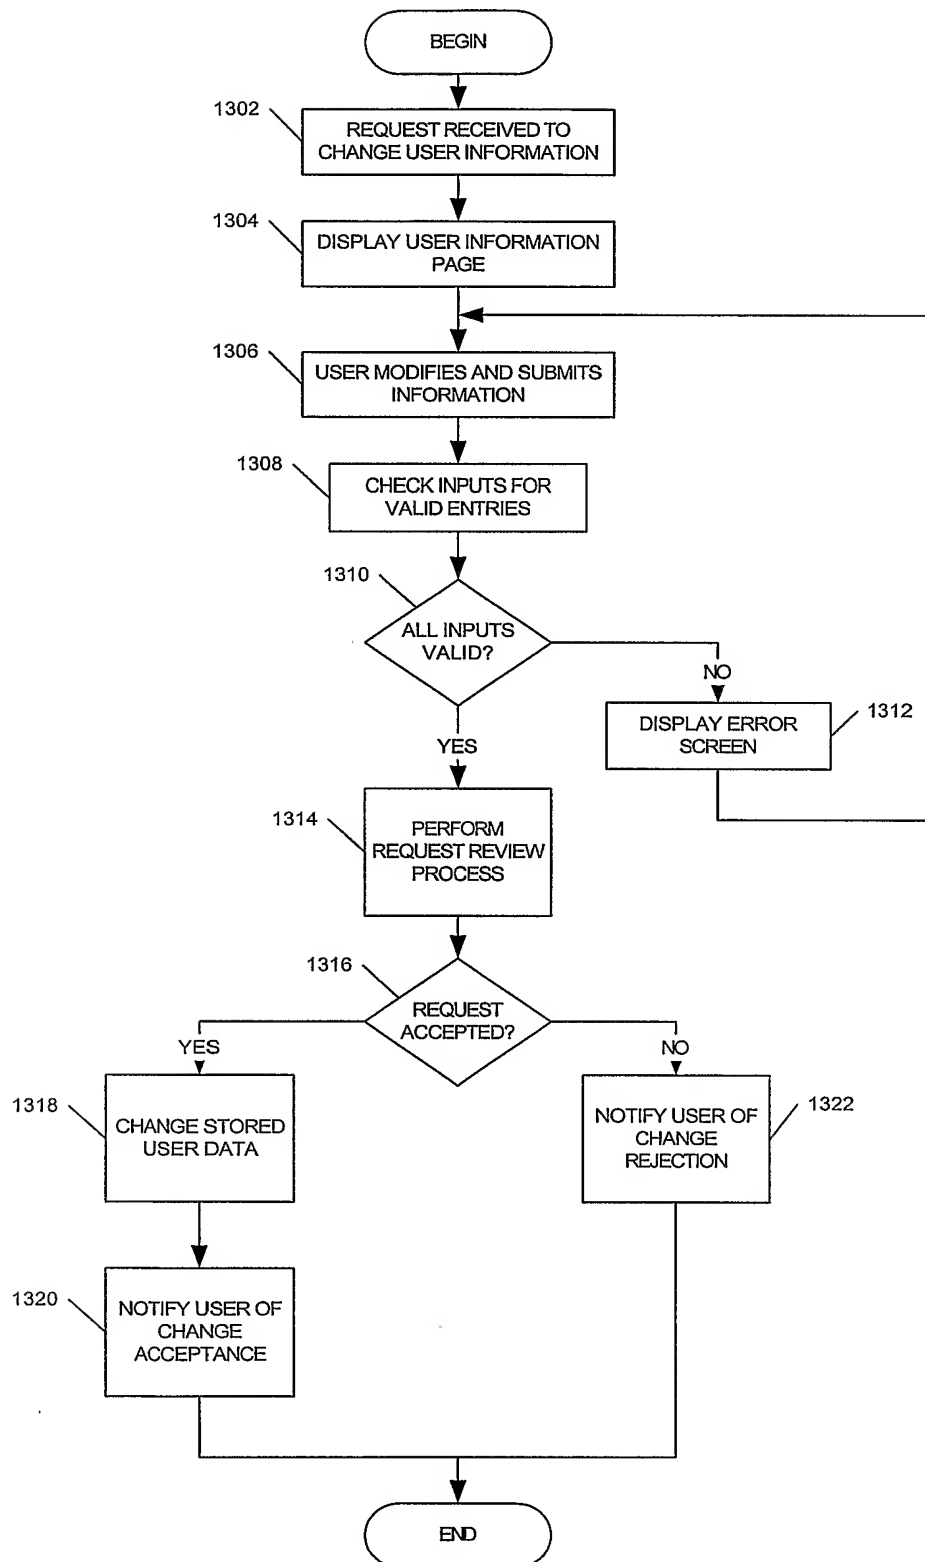 BEGIN
1302
REQUEST RECEIVED TO
CHANGE USER INFORMATION
1304
DISPLAY USER INFORMATION
PAGE
1306
USER MODIFIES AND SUBMITS
INFORMATION
1308
CHECK INPUTS FOR
VALID ENTRIES
1310
ALL INPUTS
VALID?
NO
1312
DISPLAY ERROR
SCREEN
YES
1314
PERFORM
REQUEST REVIEW
PROCESS
1316
REQUEST
ACCEPTED?
YES
NO
1318
CHANGE STORED
USER DATA
1322
NOTIFY USER OF
CHANGE
REJECTION
1320
NOTIFY USER OF
CHANGE
ACCEPTANCE
END